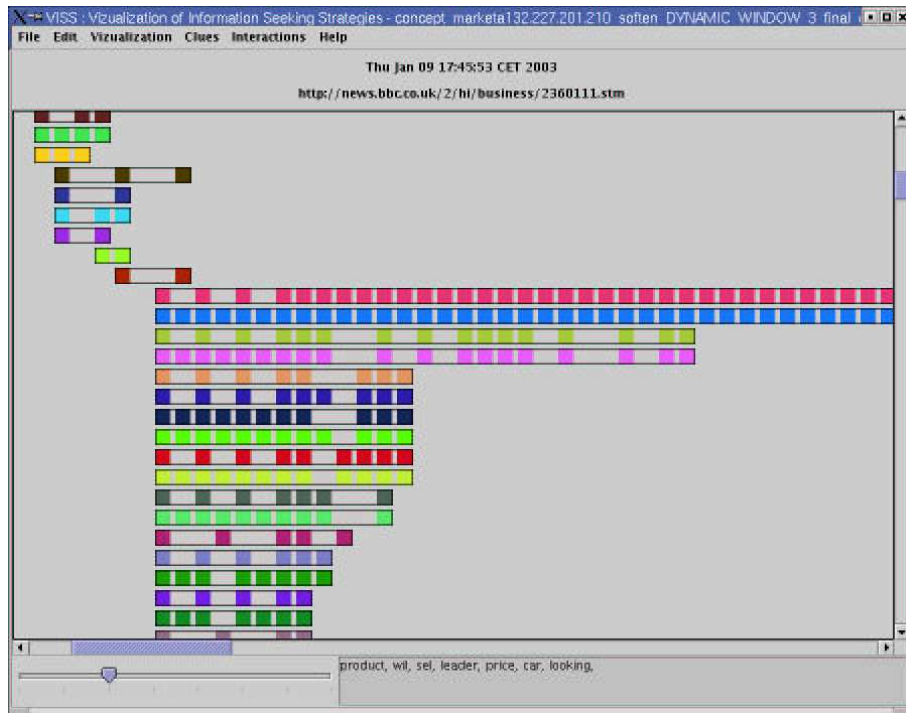 VISS : Vizualization of Information Seeking Strategies - concept marketa132.227.201.210 soften DYNAMIC WINDOW 3 final
File Edit Vizualization Clues Interactions Help
Thu Jan 09 17:45:53 CET 2003
http://news.bbc.co.uk/2/hi/business/2360111.stm
product, wil, sel, leader, price, car, looking,